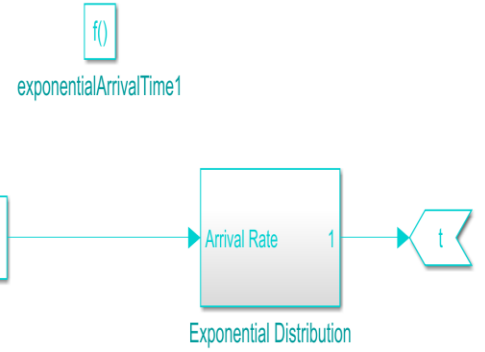 f()
exponentialArrivalTime1
Arrival Rate 1
t
Exponential Distribution